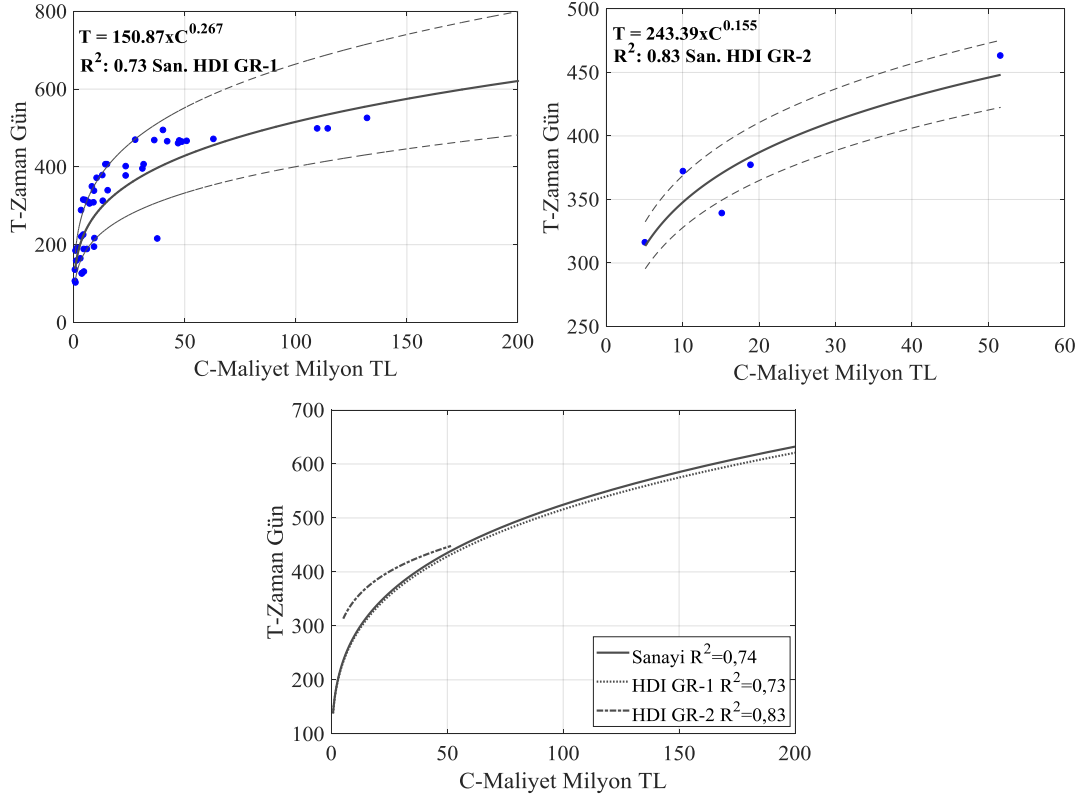 T = 150.87xC^0.267
R^2: 0.73 San. HDI GR-1
800
600
400
200
0
0 50 100 150 200
T-Zaman Gün
C-Maliyet Milyon TL
T = 243.39xC^0.155
R^2: 0.83 San. HDI GR-2
500
450
400
350
300
250
0 10 20 30 40 50 60
T-Zaman Gün
C-Maliyet Milyon TL
700
600
500
400
300
200
100
0 50 100 150 200
T-Zaman Gün
C-Maliyet Milyon TL
Sanayi R^2=0,74
HDI GR-1 R^2=0,73
HDI GR-2 R^2=0,83